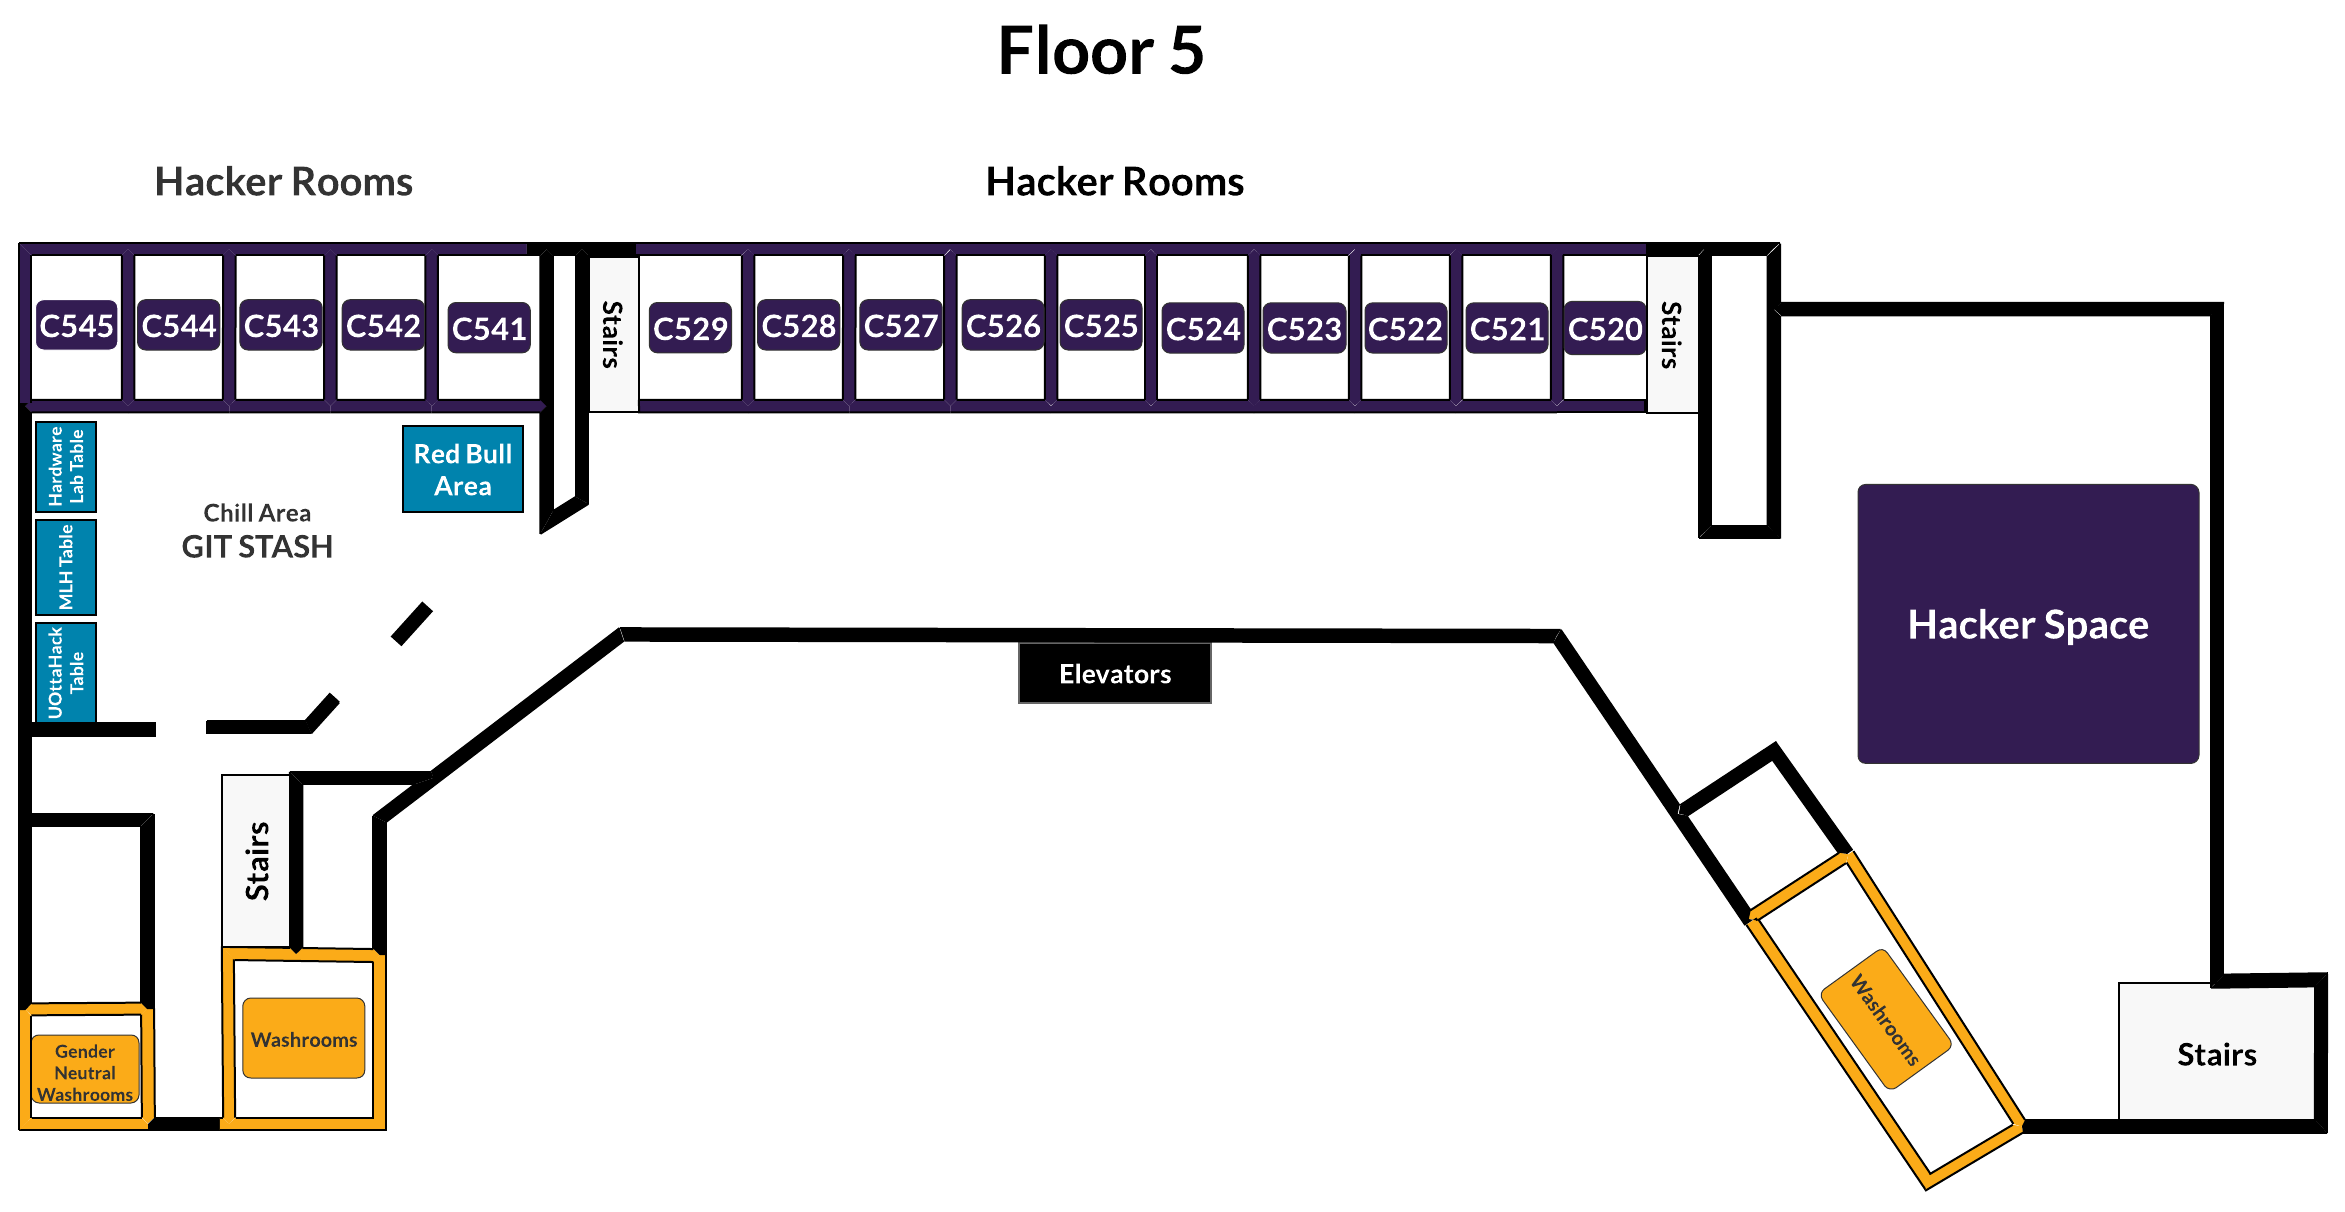 Floor 5
Hacker Rooms
Hacker Rooms
C545
C544
C543
C542
C541
Stairs
C529
C528
C527
C526
C525
C524
C523
C522
C521
C520
Stairs
Hardware
Lab Table
MLH Table
UOttaHack
Table
Chill Area
GIT STASH
Red Bull
Area
Elevators
Hacker Space
Stairs
Gender
Neutral
Washrooms
Washrooms
Washrooms
Stairs